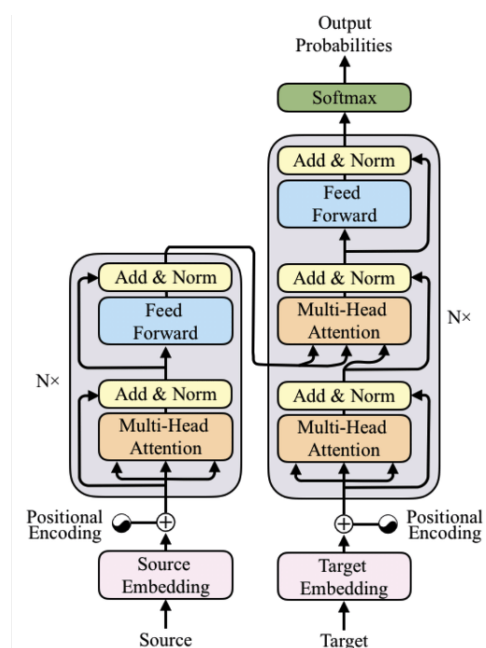 Output
Probabilities
Softmax
Add & Norm
Feed
Forward
Add & Norm
Multi-Head
Attention
Add & Norm
Multi-Head
Attention
N×
Positional
Encoding
Target
Embedding
Target
Add & Norm
Feed
Forward
N×
Add & Norm
Multi-Head
Attention
Positional
Encoding
Source
Embedding
Source